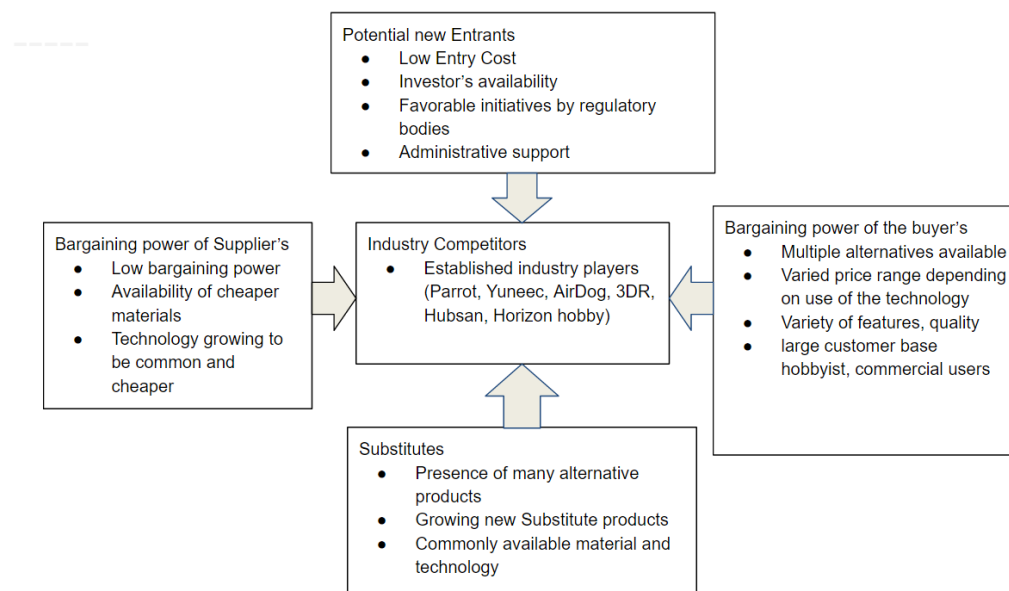 Potential new Entrants
● Low Entry Cost
● Investor’s availability
● Favorable initiatives by regulatory
bodies
● Administrative support
Bargaining power of Supplier’s
● Low bargaining power
● Availability of cheaper
materials
● Technology growing to
be common and
cheaper
Industry Competitors
● Established industry players
(Parrot, Yuneec, AirDog, 3DR,
Hubsan, Horizon hobby)
Bargaining power of the buyer’s
● Multiple alternatives available
● Varied price range depending
on use of the technology
● Variety of features, quality
● large customer base
hobbyist, commercial users
Substitutes
● Presence of many alternative
products
● Growing new Substitute products
● Commonly available material and
technology